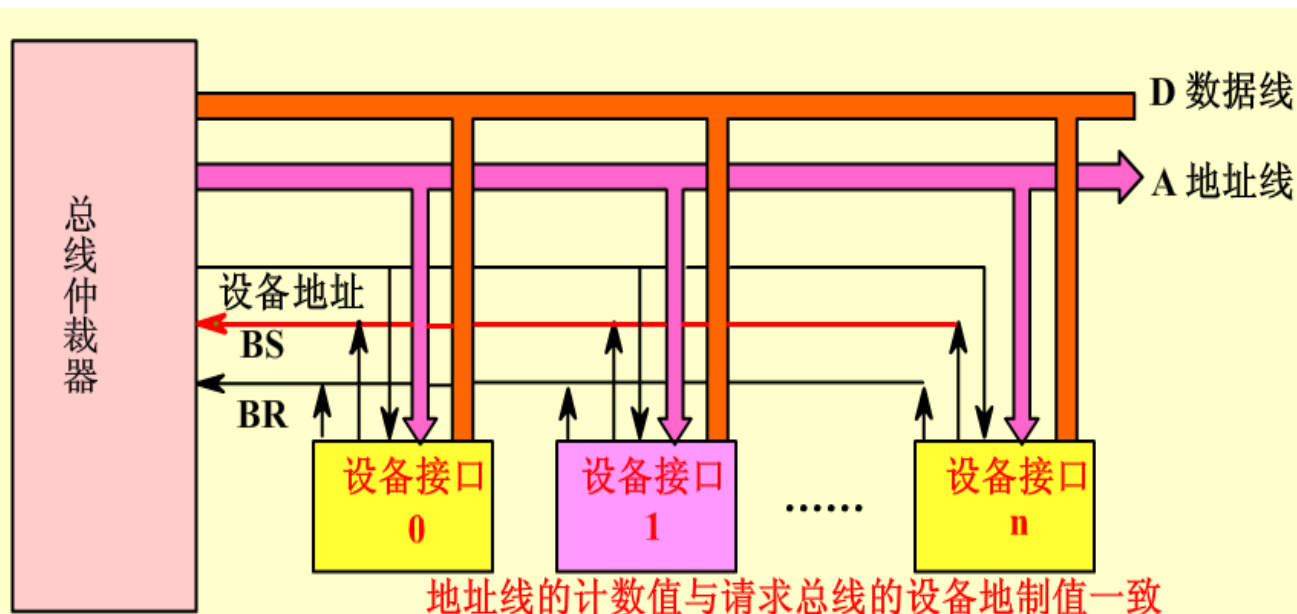 D 数据线
A 地址线
总线仲裁器
设备地址
BS
BR
设备接口
0
设备接口
1
……
设备接口
n
地址线的计数值与请求总线的设备地制值一致